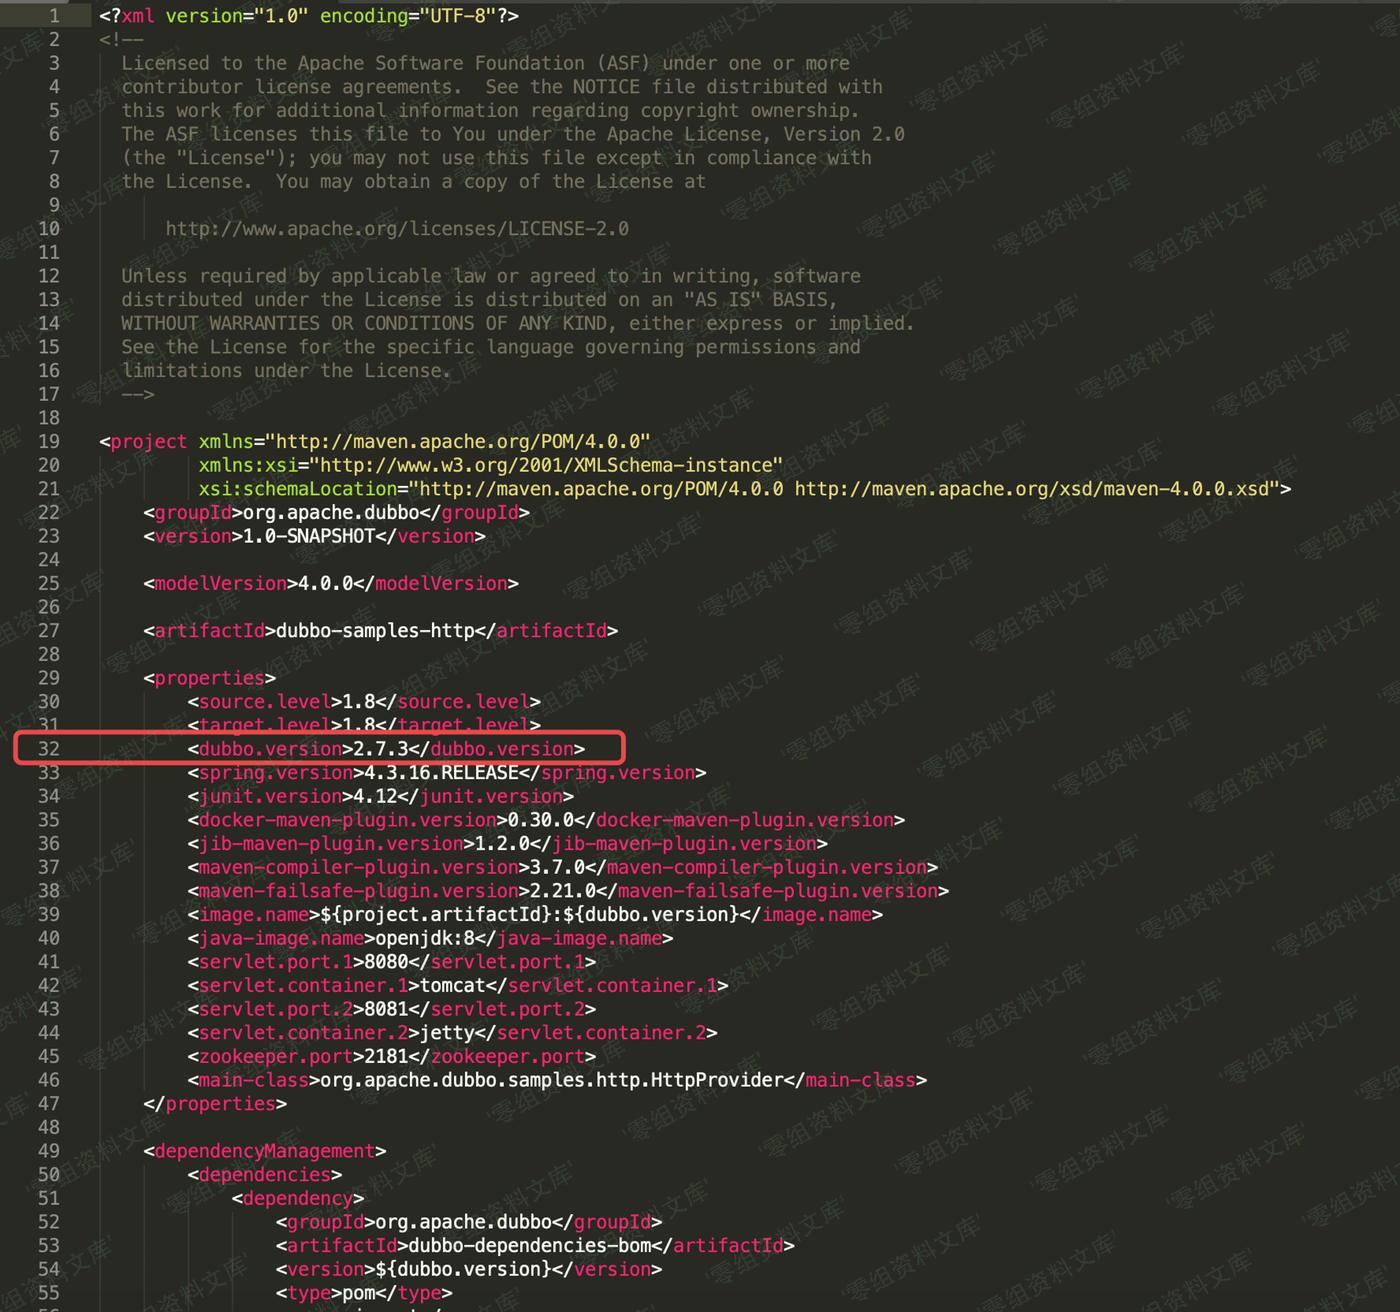 1 <?xml version="1.0" encoding="UTF-8"?>
2 <!--
3 Licensed to the Apache Software Foundation (ASF) under one or more
4 contributor license agreements.  See the NOTICE file distributed with
5 this work for additional information regarding copyright ownership.
6 The ASF licenses this file to You under the Apache License, Version 2.0
7 (the "License"); you may not use this file except in compliance with
8 the License.  You may obtain a copy of the License at
9
10 http://www.apache.org/licenses/LICENSE-2.0
11
12 Unless required by applicable law or agreed to in writing, software
13 distributed under the License is distributed on an "AS IS" BASIS,
14 WITHOUT WARRANTIES OR CONDITIONS OF ANY KIND, either express or implied.
15 See the License for the specific language governing permissions and
16 limitations under the License.
17 -->
18
19 <project xmlns="http://maven.apache.org/POM/4.0.0"
20 xmlns:xsi="http://www.w3.org/2001/XMLSchema-instance"
21 xsi:schemaLocation="http://maven.apache.org/POM/4.0.0 http://maven.apache.org/xsd/maven-4.0.0.xsd">
22 <groupId>org.apache.dubbo</groupId>
23 <version>1.0-SNAPSHOT</version>
24
25 <modelVersion>4.0.0</modelVersion>
26
27 <artifactId>dubbo-samples-http</artifactId>
28
29 <properties>
30 <source.level>1.8</source.level>
31 <target.level>1.8</target.level>
32 <dubbo.version>2.7.3</dubbo.version>
33 <spring.version>4.3.16.RELEASE</spring.version>
34 <junit.version>4.12</junit.version>
35 <docker-maven-plugin.version>0.30.0</docker-maven-plugin.version>
36 <jib-maven-plugin.version>1.2.0</jib-maven-plugin.version>
37 <maven-compiler-plugin.version>3.7.0</maven-compiler-plugin.version>
38 <maven-failsafe-plugin.version>2.21.0</maven-failsafe-plugin.version>
39 <image.name>${project.artifactId}:${dubbo.version}</image.name>
40 <java-image.name>openjdk:8</java-image.name>
41 <servlet.port.1>8080</servlet.port.1>
42 <servlet.container.1>tomcat</servlet.container.1>
43 <servlet.port.2>8081</servlet.port.2>
44 <servlet.container.2>jetty</servlet.container.2>
45 <zookeeper.port>2181</zookeeper.port>
46 <main-class>org.apache.dubbo.samples.http.HttpProvider</main-class>
47 </properties>
48
49 <dependencyManagement>
50 <dependencies>
51 <dependency>
52 <groupId>org.apache.dubbo</groupId>
53 <artifactId>dubbo-dependencies-bom</artifactId>
54 <version>${dubbo.version}</version>
55 <type>pom</type>
零组资料文库